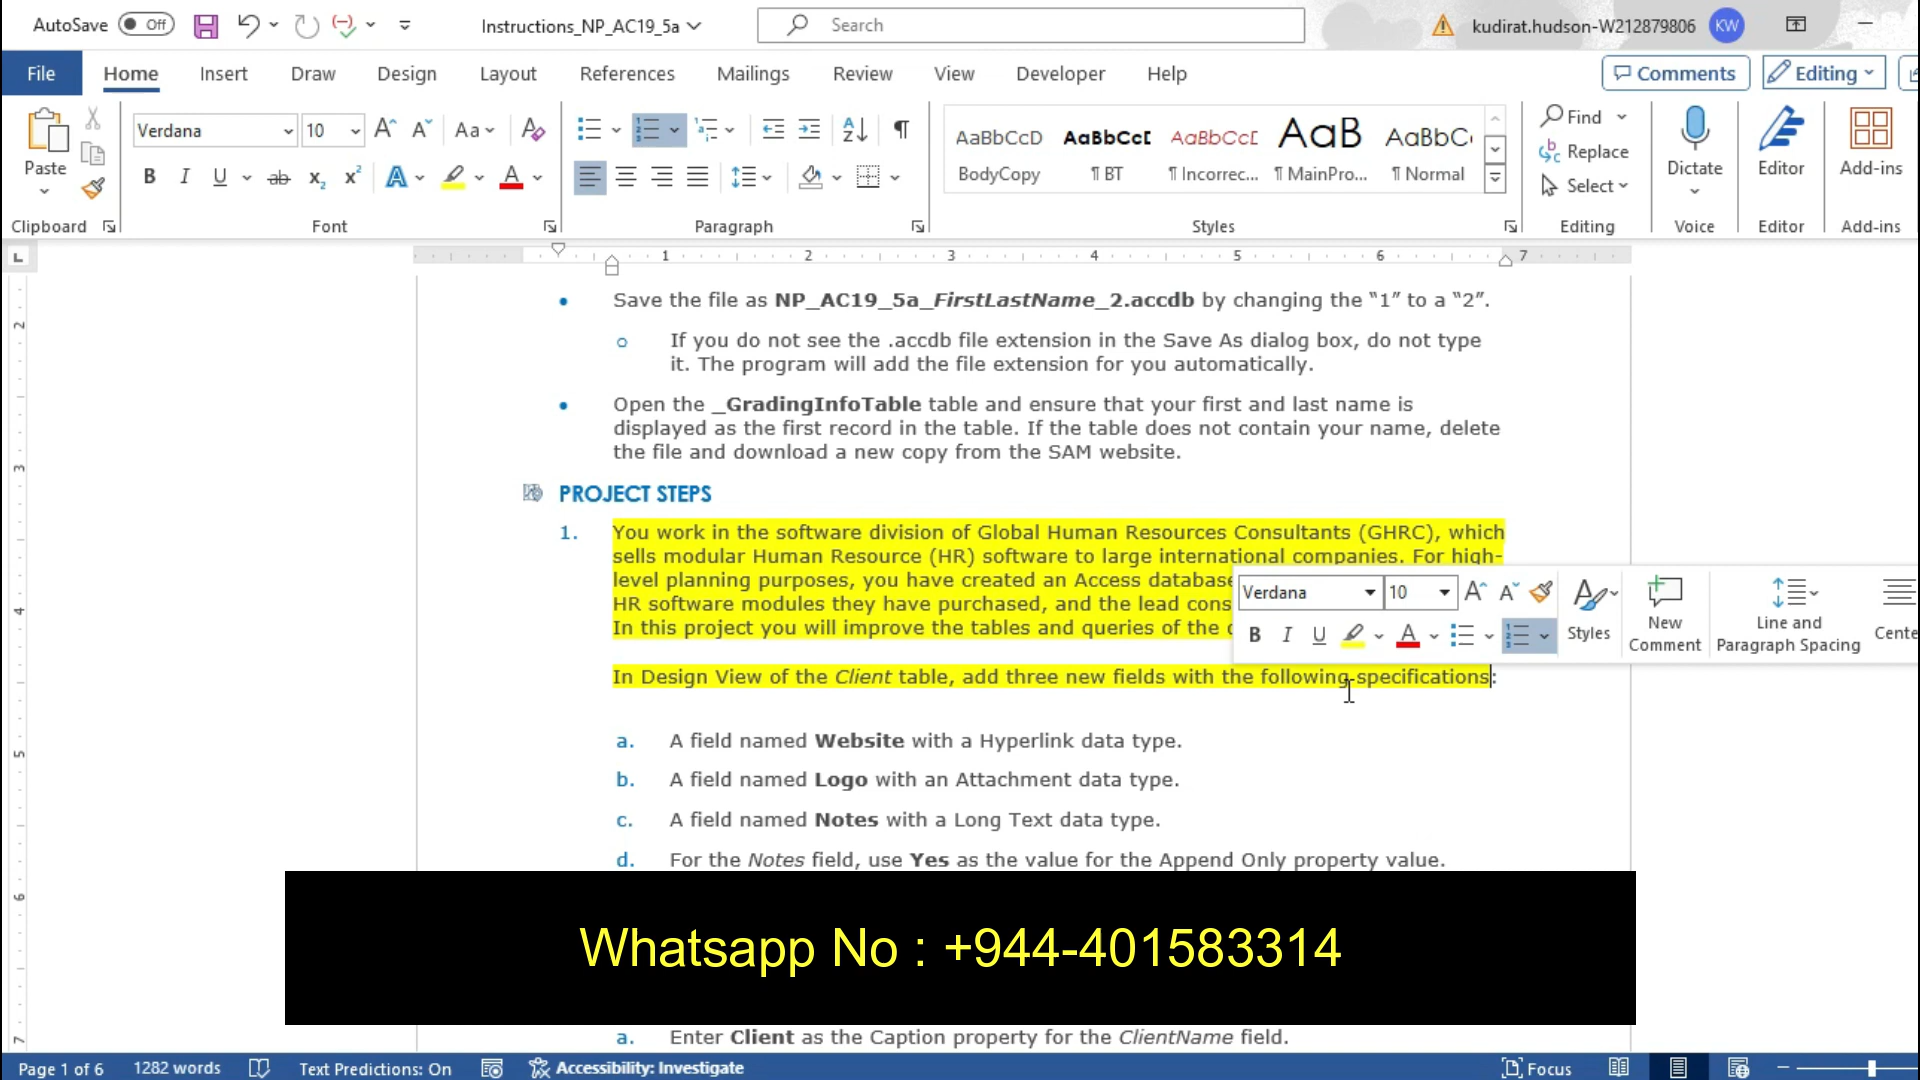 AutoSave Off Instructions_NP_AC19_5a Search kudirat.hudson-W212879806 KW
File Home Insert Draw Design Layout References Mailings Review View Developer Help Comments Editing
Paste Verdana 10 Aa AaBbCcD AaBbCcD AaBbCcD AaB AaBbC Find Replace Select Dictate Editor Add-ins
BodyCopy ¶ BT ¶ Incorrec... ¶ MainPro... ¶ Normal
Clipboard Font Paragraph Styles Editing Voice Editor Add-ins
1 2 3 4 5 6 7
• Save the file as NP_AC19_5a_FirstLastName_2.accdb by changing the “1” to a “2”.
o If you do not see the .accdb file extension in the Save As dialog box, do not type
it. The program will add the file extension for you automatically.
• Open the _GradingInfoTable table and ensure that your first and last name is
displayed as the first record in the table. If the table does not contain your name, delete
the file and download a new copy from the SAM website.
PROJECT STEPS
1. You work in the software division of Global Human Resources Consultants (GHRC), which
sells modular Human Resource (HR) software to large international companies. For high-
level planning purposes, you have created an Access database
HR software modules they have purchased, and the lead cons
In this project you will improve the tables and queries of the
Verdana 10 Styles New Comment Line and Paragraph Spacing Cente
In Design View of the Client table, add three new fields with the following specifications:
a. A field named Website with a Hyperlink data type.
b. A field named Logo with an Attachment data type.
c. A field named Notes with a Long Text data type.
d. For the Notes field, use Yes as the value for the Append Only property value.
Whatsapp No : +944-401583314
a. Enter Client as the Caption property for the ClientName field.
Page 1 of 6 1282 words Text Predictions: On Accessibility: Investigate Focus